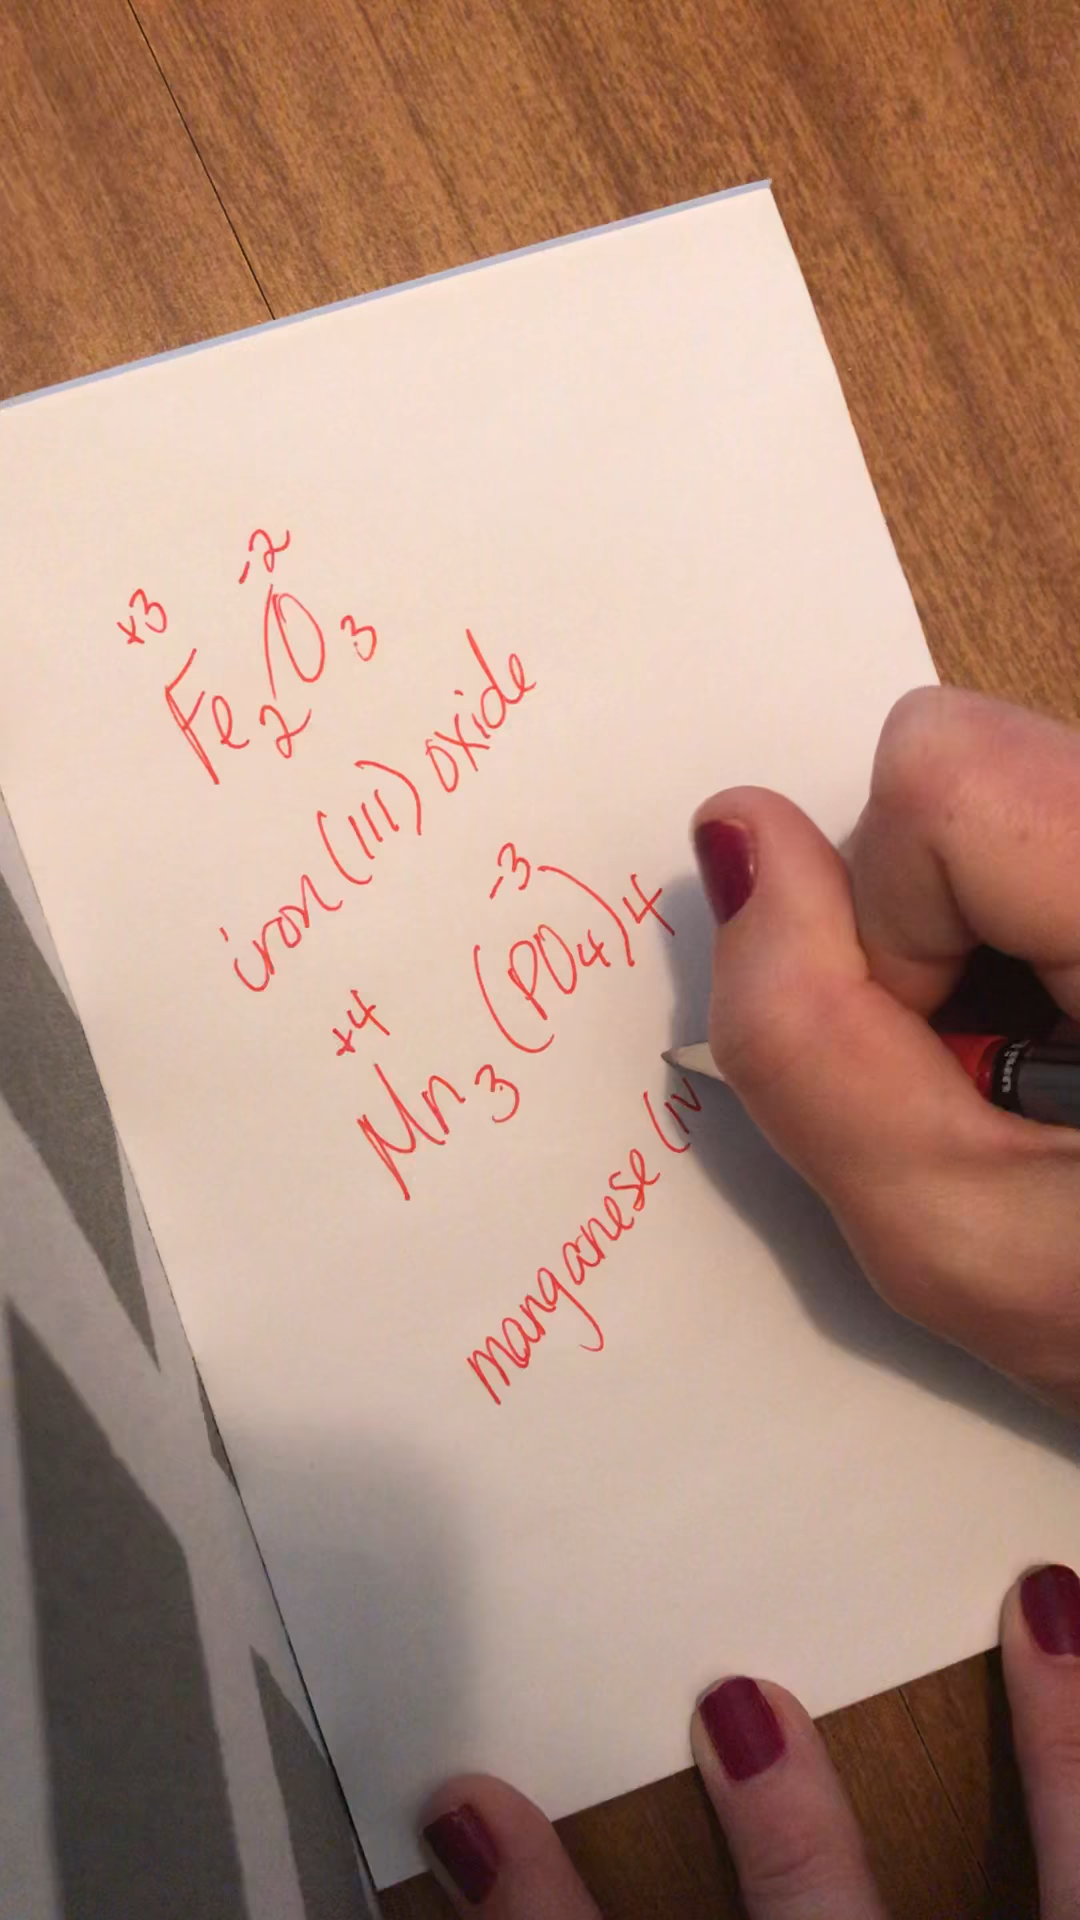 +3 -2
Fe2O3
iron (III) oxide
+4 -3
Mn3(PO4)4
manganese (IV